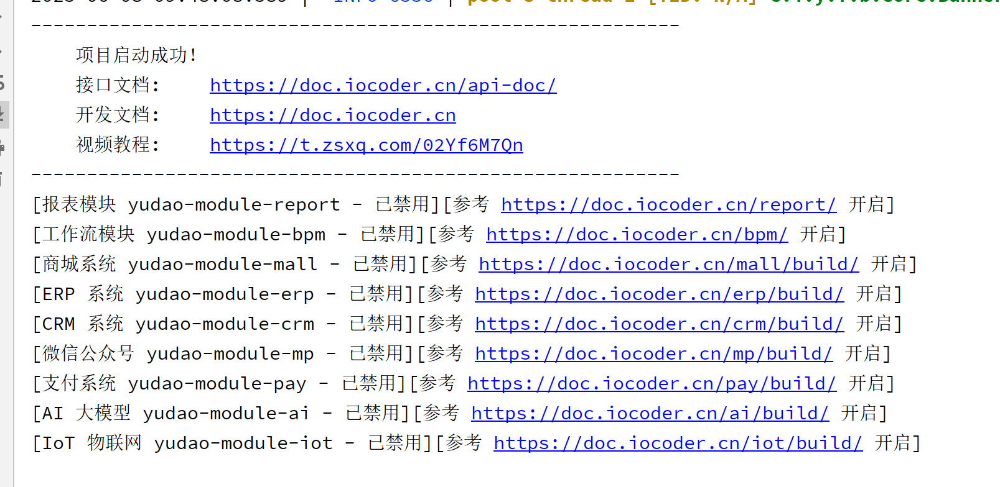 ----------------------------------------------------------
项目启动成功！
接口文档： https://doc.iocoder.cn/api-doc/
开发文档： https://doc.iocoder.cn
视频教程： https://t.zsxq.com/02Yf6M7Qn
----------------------------------------------------------
[报表模块 yudao-module-report - 已禁用][参考 https://doc.iocoder.cn/report/ 开启]
[工作流模块 yudao-module-bpm - 已禁用][参考 https://doc.iocoder.cn/bpm/ 开启]
[商城系统 yudao-module-mall - 已禁用][参考 https://doc.iocoder.cn/mall/build/ 开启]
[ERP 系统 yudao-module-erp - 已禁用][参考 https://doc.iocoder.cn/erp/build/ 开启]
[CRM 系统 yudao-module-crm - 已禁用][参考 https://doc.iocoder.cn/crm/build/ 开启]
[微信公众号 yudao-module-mp - 已禁用][参考 https://doc.iocoder.cn/mp/build/ 开启]
[支付系统 yudao-module-pay - 已禁用][参考 https://doc.iocoder.cn/pay/build/ 开启]
[AI 大模型 yudao-module-ai - 已禁用][参考 https://doc.iocoder.cn/ai/build/ 开启]
[IoT 物联网 yudao-module-iot - 已禁用][参考 https://doc.iocoder.cn/iot/build/ 开启]